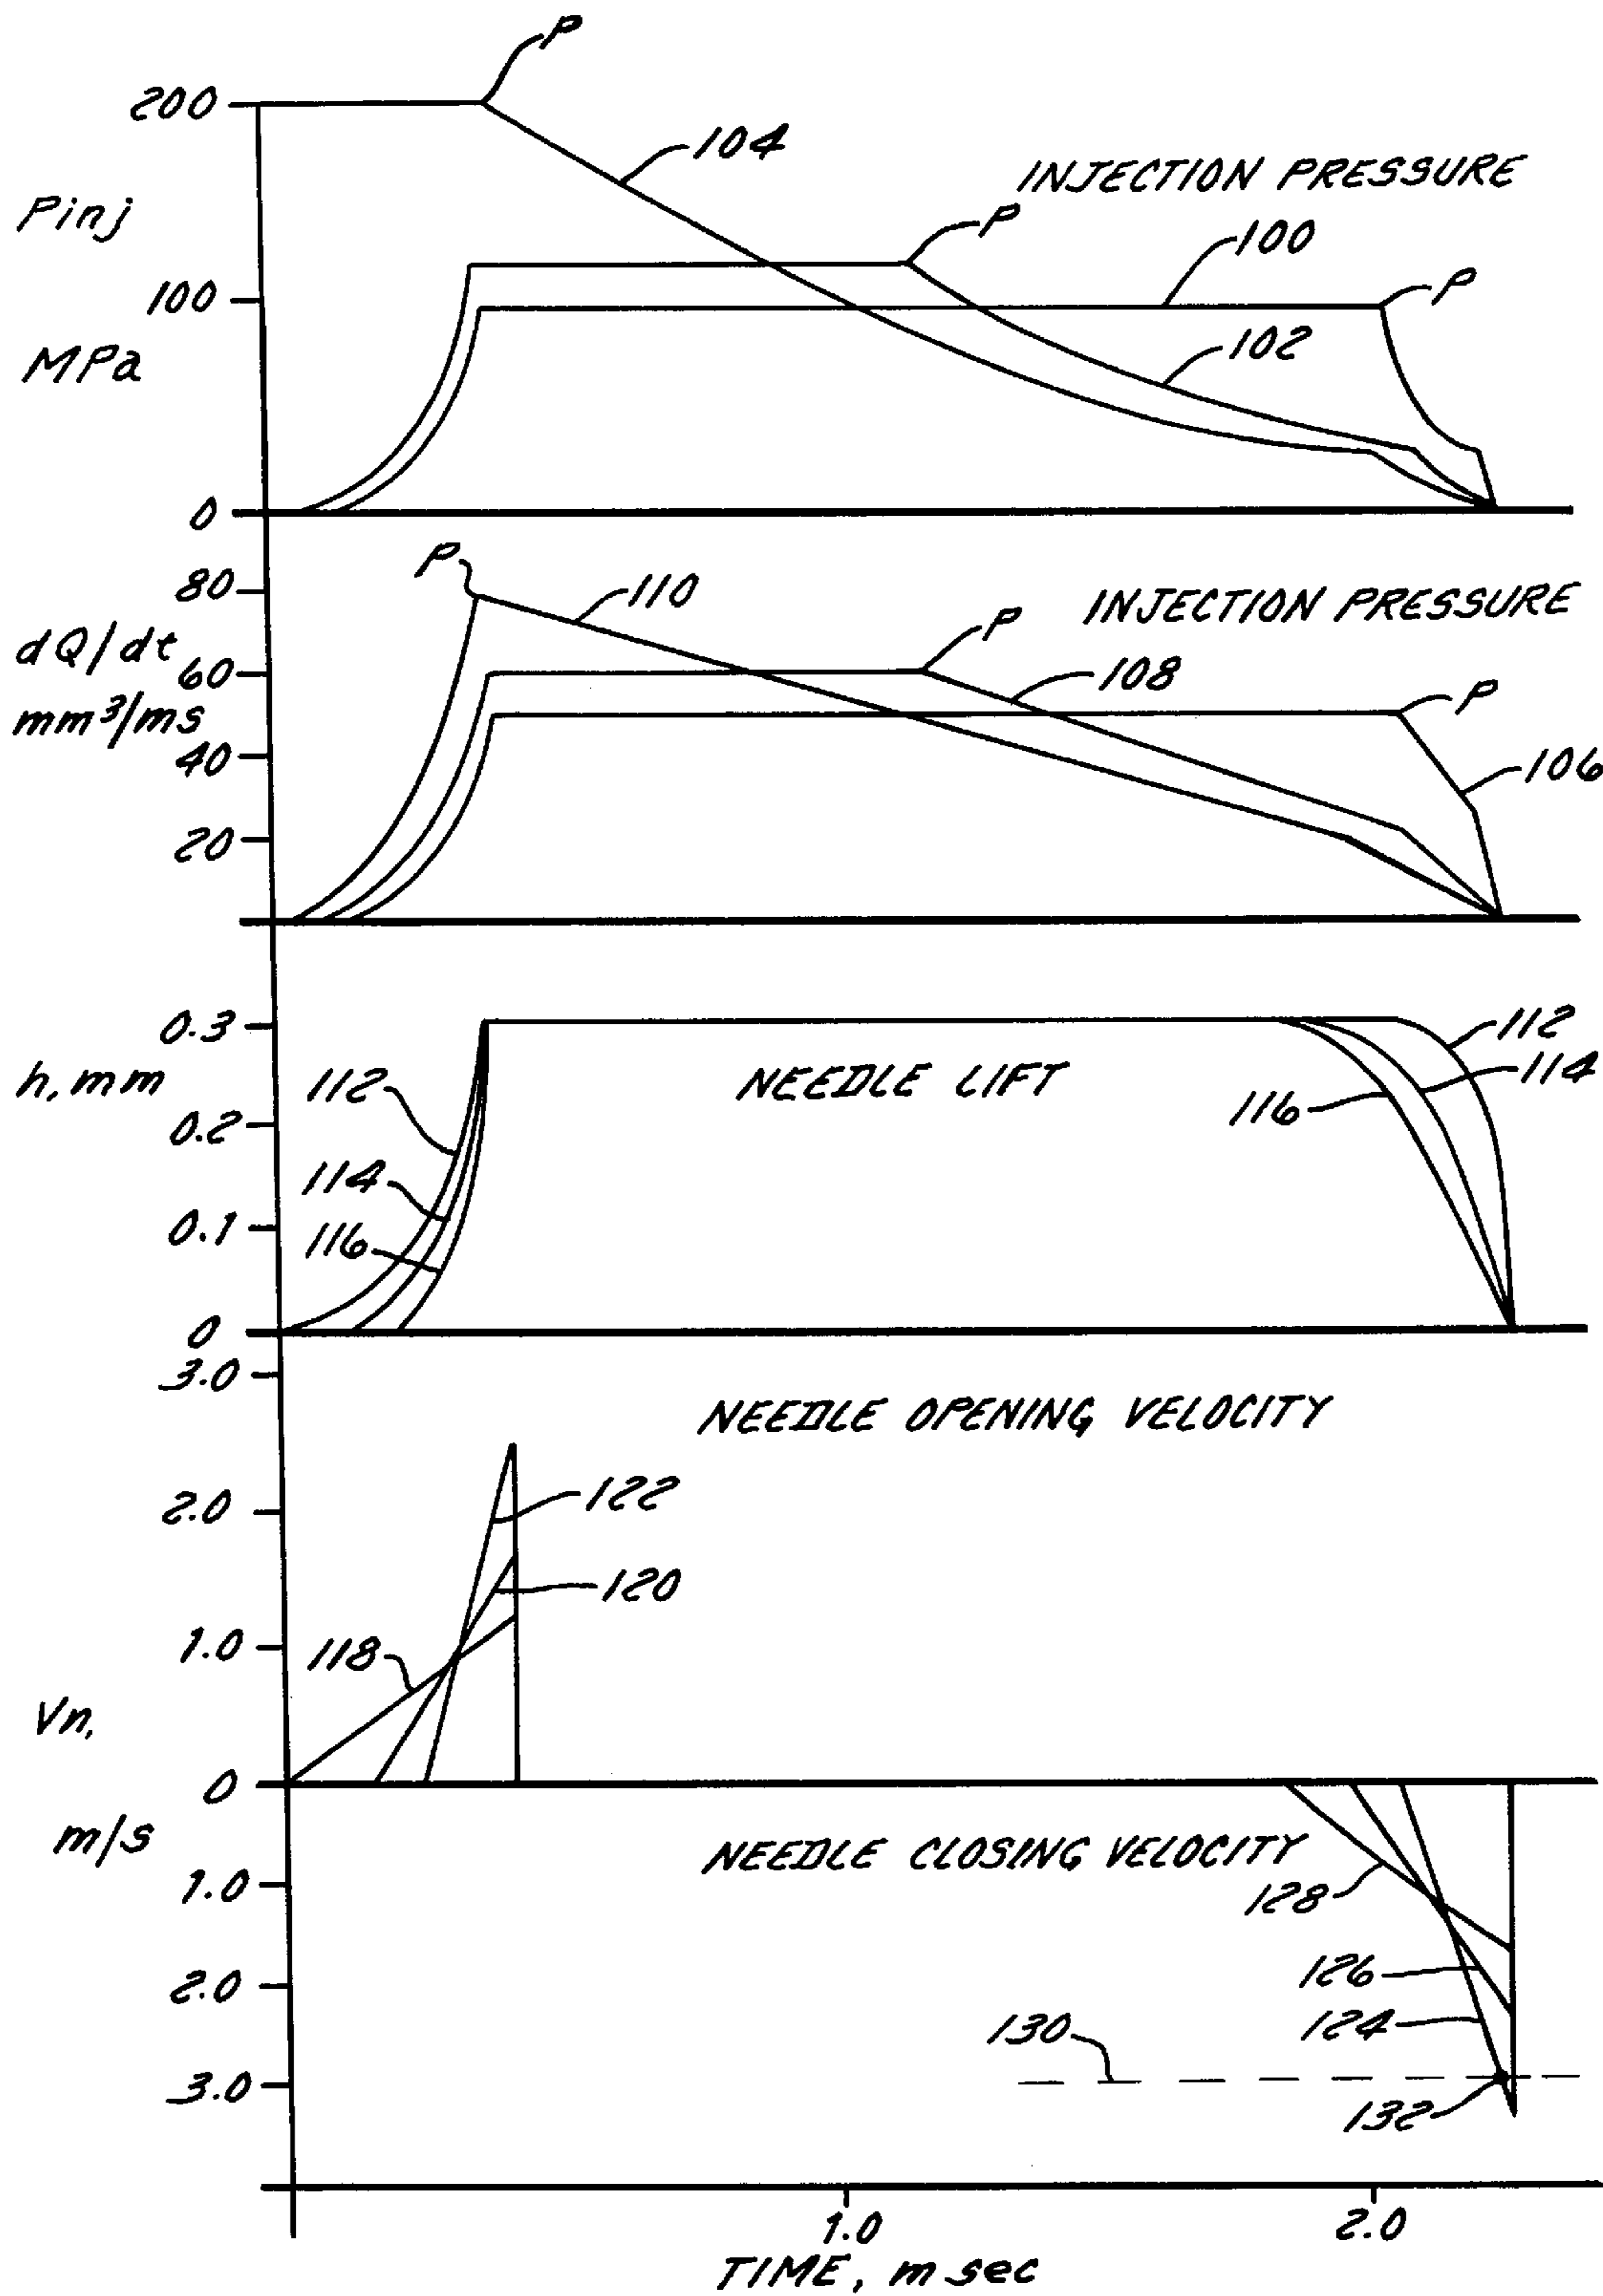 P
200
104
INJECTION PRESSURE
Pinj
P
100
100
P
102
MPa
0
P
80
110
INJECTION PRESSURE
dQ/dt
P
60
108
mm³/ms
P
40
106
20
0.3
112
h, mm
112
NEEDLE LIFT
114
116
0.2
114
0.1
116
0
3.0
NEEDLE OPENING VELOCITY
122
2.0
120
1.0
118
Vn,
0
m/s
NEEDLE CLOSING VELOCITY
1.0
128
126
2.0
124
130
3.0
132
1.0
2.0
TIME, m sec